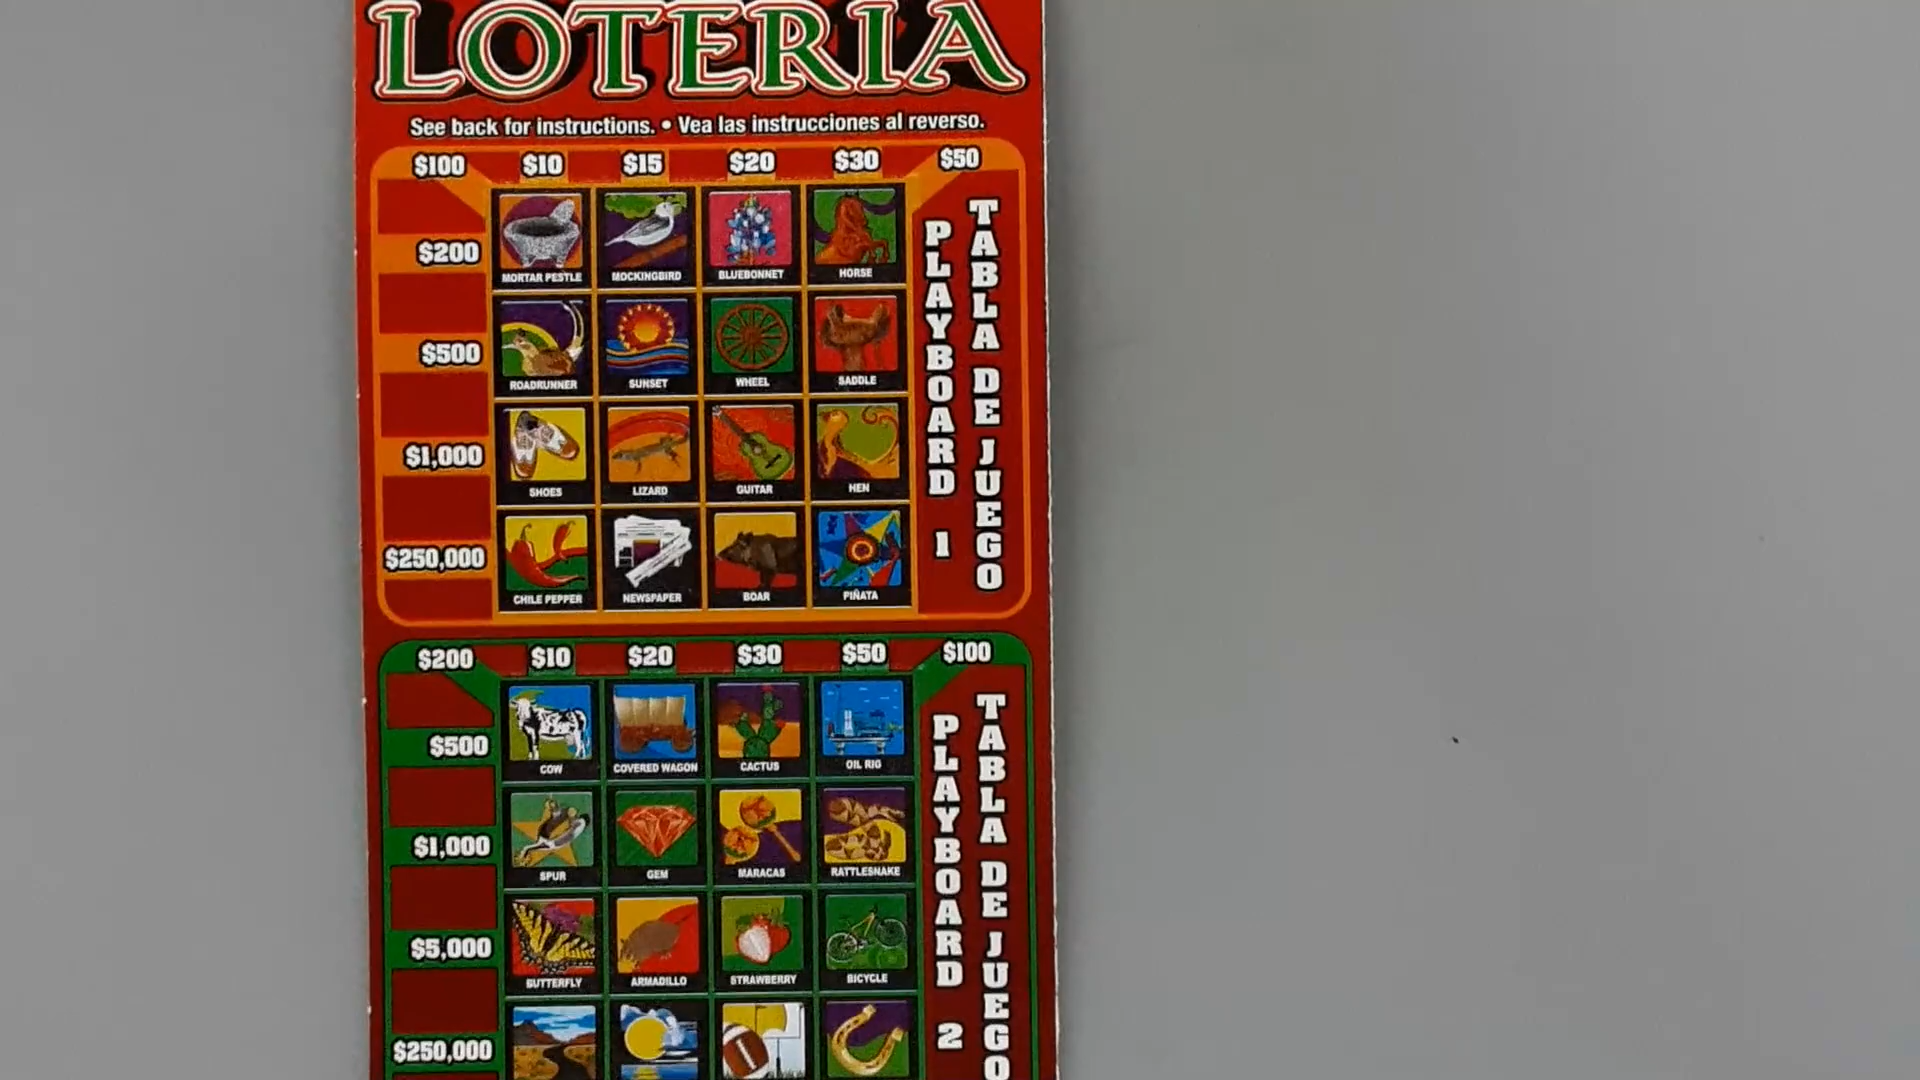 LOTERIA
See back for instructions. • Vea las instrucciones al reverso.
$100 $10 $15 $20 $30 $50
$200
MORTAR PESTLE MOCKINGBIRD BLUEBONNET HORSE
$500
ROADRUNNER SUNSET WHEEL SADDLE
$1,000
SHOES LIZARD GUITAR HEN
$250,000
CHILE PEPPER NEWSPAPER BOAR PIÑATA
PLAYBOARD 1
TABLA DE JUEGO
$200 $10 $20 $30 $50 $100
$500
COW COVERED WAGON CACTUS OIL RIG
$1,000
SPUR GEM MARACAS RATTLESNAKE
$5,000
BUTTERFLY ARMADILLO STRAWBERRY BICYCLE
$250,000
PLAYBOARD 2
TABLA DE JUEGO